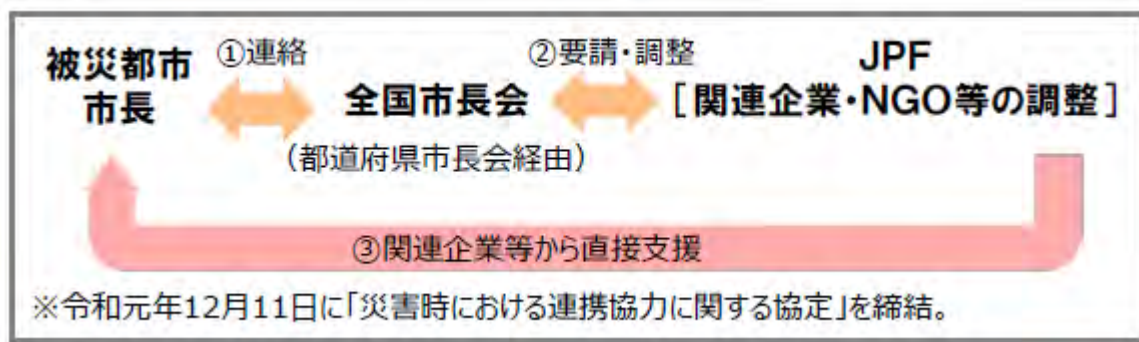 被災都市
市長
①連絡
全国市長会
（都道府県市長会経由）
②要請・調整
JPF
［関連企業・NGO等の調整］
③関連企業等から直接支援
※令和元年12月11日に「災害時における連携協力に関する協定」を締結。